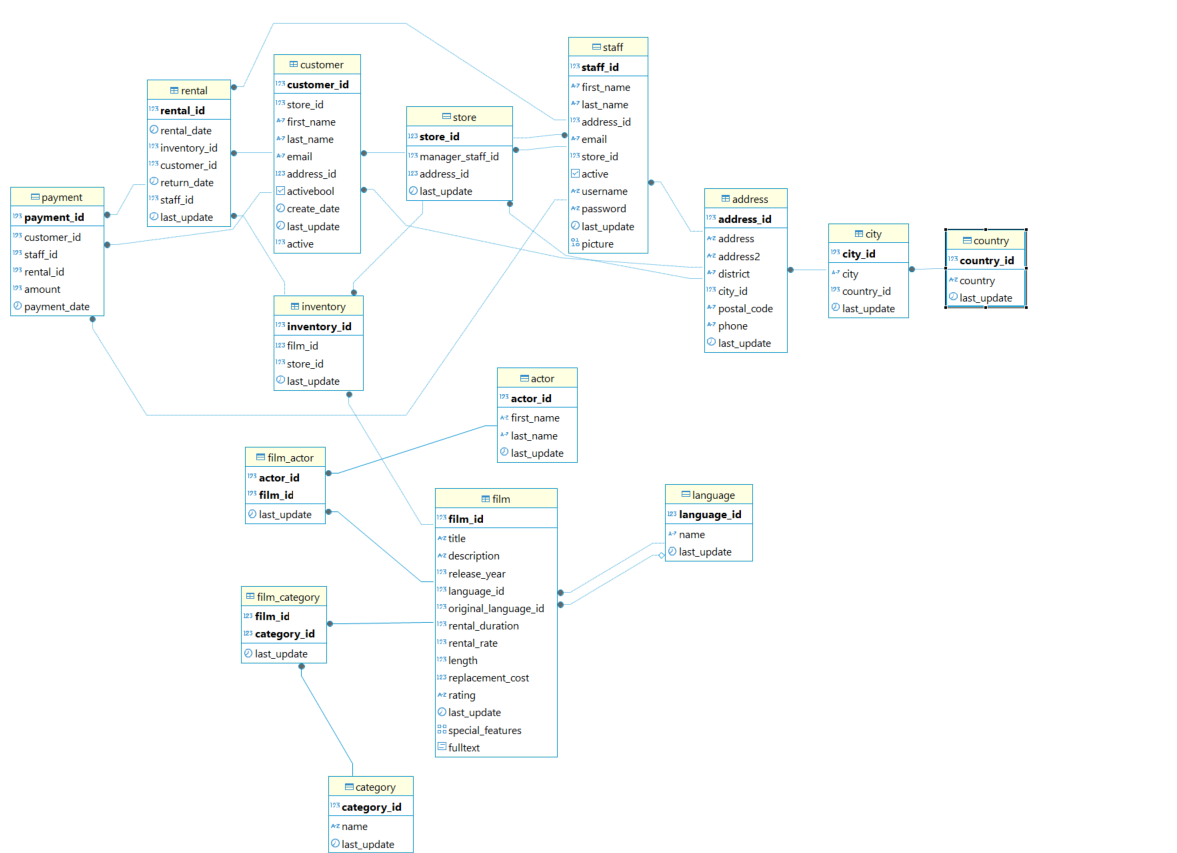 rental
rental_id
rental_date
inventory_id
customer_id
return_date
staff_id
last_update
customer
customer_id
store_id
first_name
last_name
email
address_id
activebool
create_date
last_update
active
store
store_id
manager_staff_id
address_id
last_update
staff
staff_id
first_name
last_name
address_id
email
store_id
active
username
password
last_update
picture
payment
payment_id
customer_id
staff_id
rental_id
amount
payment_date
address
address_id
address
address2
district
city_id
postal_code
phone
last_update
city
city_id
city
country_id
last_update
country
country_id
country
last_update
inventory
inventory_id
film_id
store_id
last_update
actor
actor_id
first_name
last_name
last_update
film_actor
actor_id
film_id
last_update
film
film_id
title
description
release_year
language_id
original_language_id
rental_duration
rental_rate
length
replacement_cost
rating
last_update
special_features
fulltext
language
language_id
name
last_update
film_category
film_id
category_id
last_update
category
category_id
name
last_update